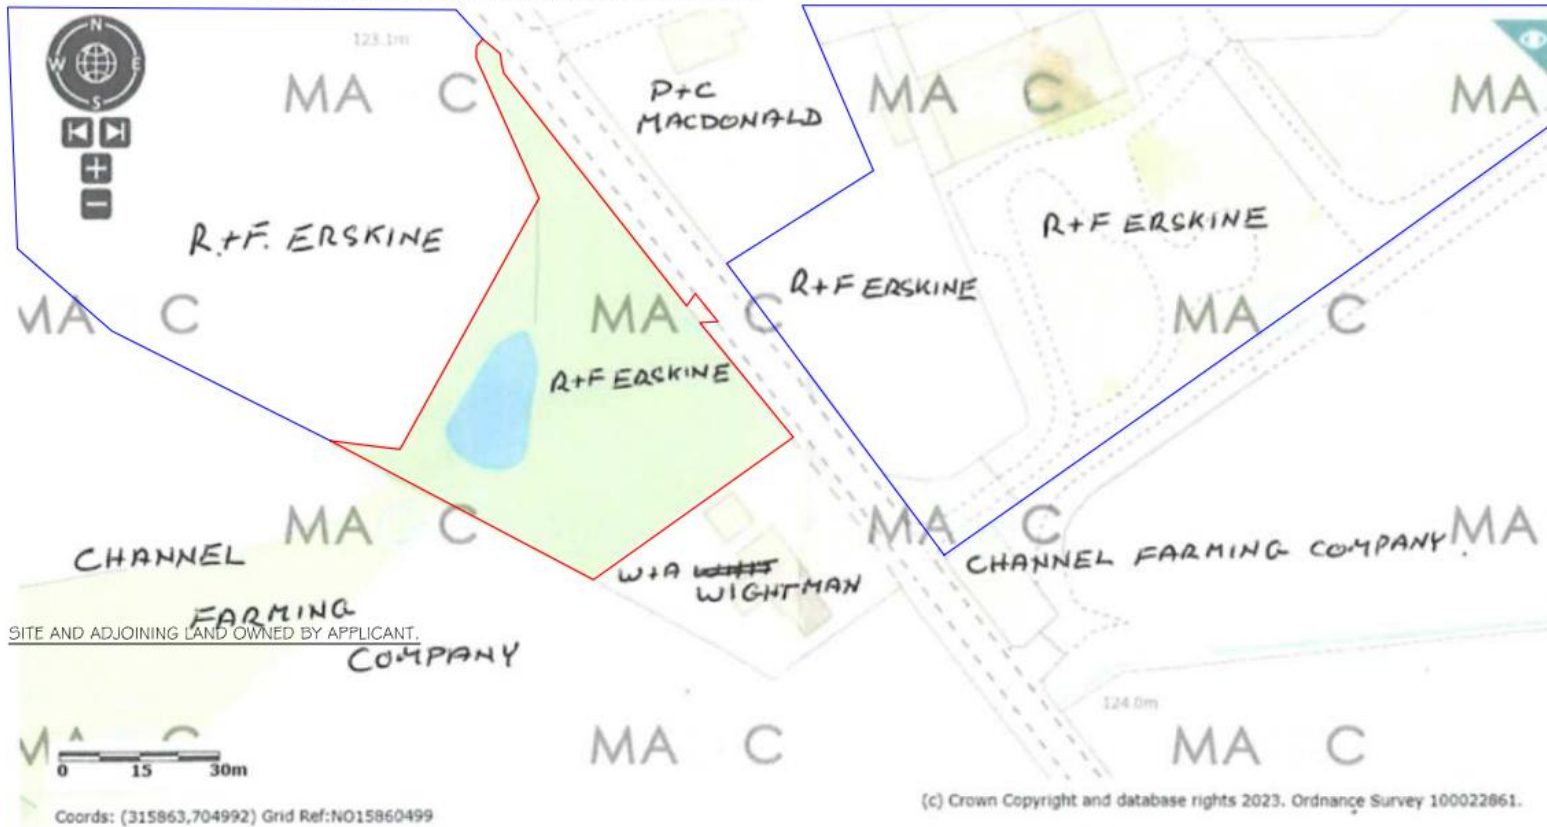 N
W E
S
123.1m
MA C
MA C
MA
P+C
MACDONALD
R.+F. ERSKINE
R+F ERSKINE
R+F ERSKINE
MA C
MA C
MA C
R+F ERSKINE
MA C
MA C
MA
CHANNEL
FARMING
COMPANY
W+A
WIGHTMAN
CHANNEL FARMING COMPANY.
SITE AND ADJOINING LAND OWNED BY APPLICANT.
124.0m
MA C
MA C
MA C
0 15 30m
Coords: (315863,704992) Grid Ref:NO15860499
(c) Crown Copyright and database rights 2023. Ordnance Survey 100022861.